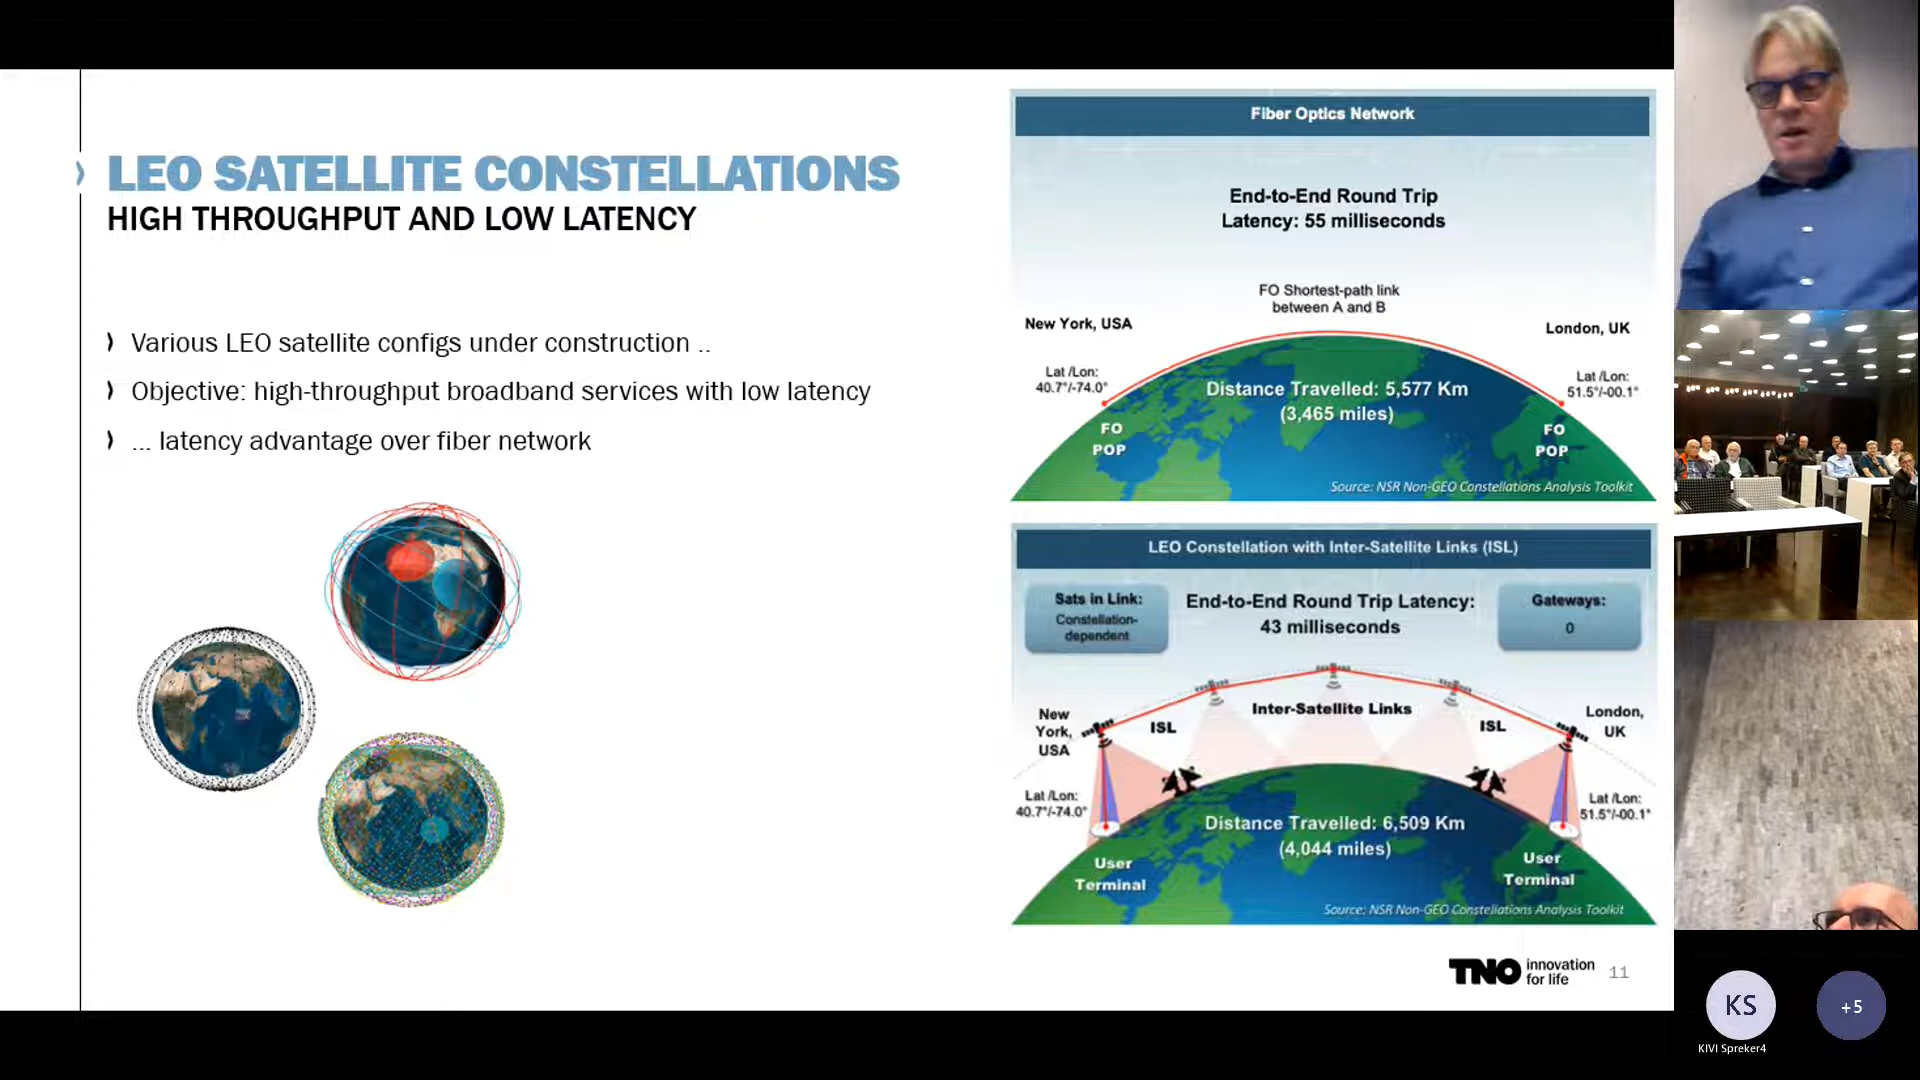 LEO SATELLITE CONSTELLATIONS
HIGH THROUGHPUT AND LOW LATENCY
Various LEO satellite configs under construction ..
Objective: high-throughput broadband services with low latency
... latency advantage over fiber network
Fiber Optics Network
End-to-End Round Trip
Latency: 55 milliseconds
FO Shortest-path link
between A and B
New York, USA
London, UK
Lat /Lon:
40.7°/-74.0°
Lat /Lon:
51.5°/-00.1°
Distance Travelled: 5,577 Km
(3,465 miles)
FO
POP
FO
POP
Source: NSR Non-GEO Constellations Analysis Toolkit
LEO Constellation with Inter-Satellite Links (ISL)
Sats in Link:
Constellation-
dependent
End-to-End Round Trip Latency:
43 milliseconds
Gateways:
0
New
York,
USA
ISL
Inter-Satellite Links
ISL
London,
UK
Lat /Lon:
40.7°/-74.0°
Lat /Lon:
51.5°/-00.1°
Distance Travelled: 6,509 Km
(4,044 miles)
User
Terminal
User
Terminal
Source: NSR Non-GEO Constellations Analysis Toolkit
TNO innovation
for life
11
KS
+5
KIVI Spreker4